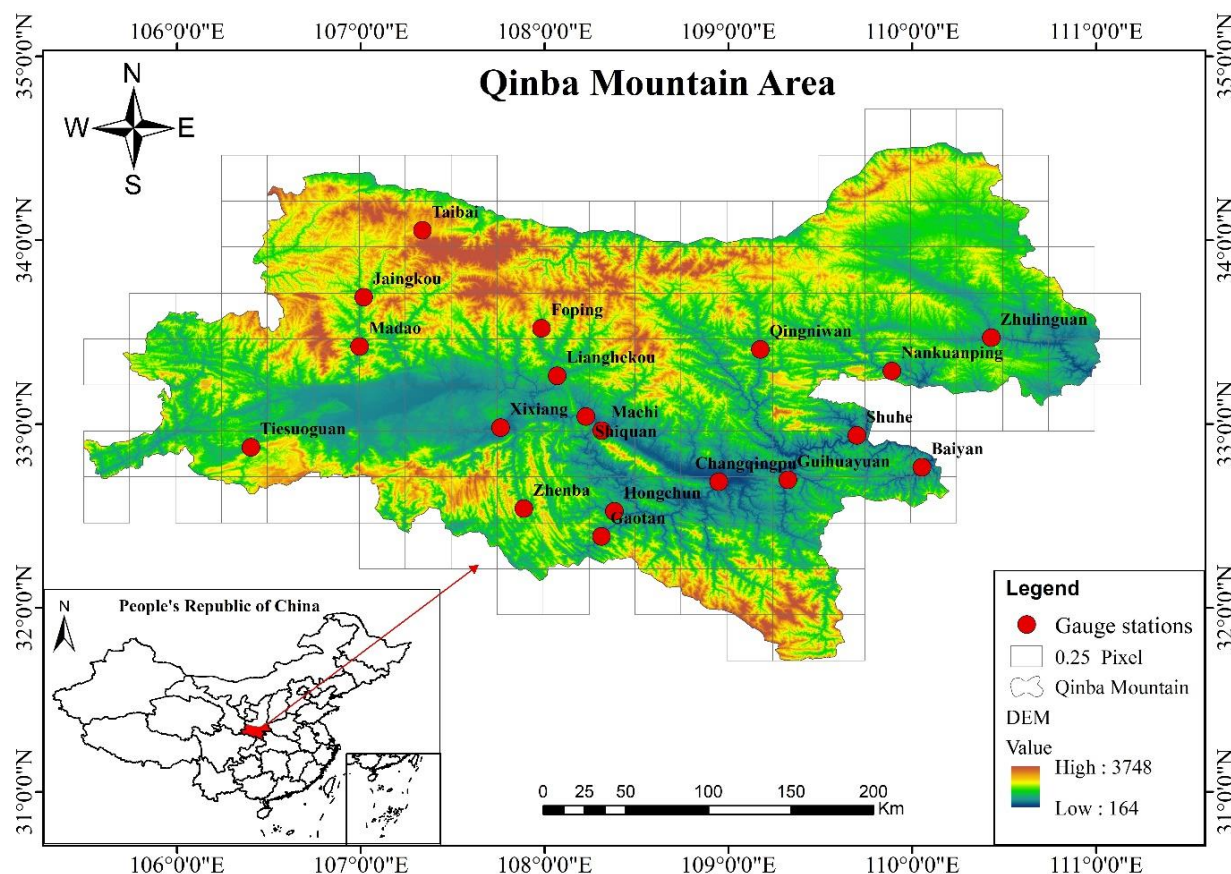 106°0'0"N 107°0'0"N 108°0'0"N 109°0'0"N 110°0'0"N 111°0'0"N
35°0'0"N
35°0'0"N
Qinba Mountain Area
N
W E
S
Taibai
34°0'0"N
34°0'0"N
Jaingkou
Foping
Madao
Zhulinguan
Qingniwan
Lianghekou
Nankuanping
Xixiang
Machi
Shuhe
33°0'0"N
33°0'0"N
Tiesuoguan
Shiquan
Baiyan
Changqingpu
Guihuayuan
Zhenba
Hongchun
Gaotan
32°0'0"N
32°0'0"N
N
People's Republic of China
Legend
Gauge stations
0.25 Pixel
Qinba Mountain
DEM
Value
High : 3748
Low : 164
31°0'0"N
31°0'0"N
0 25 50 100 150 200
Km
106°0'0"N 107°0'0"N 108°0'0"N 109°0'0"N 110°0'0"N 111°0'0"N